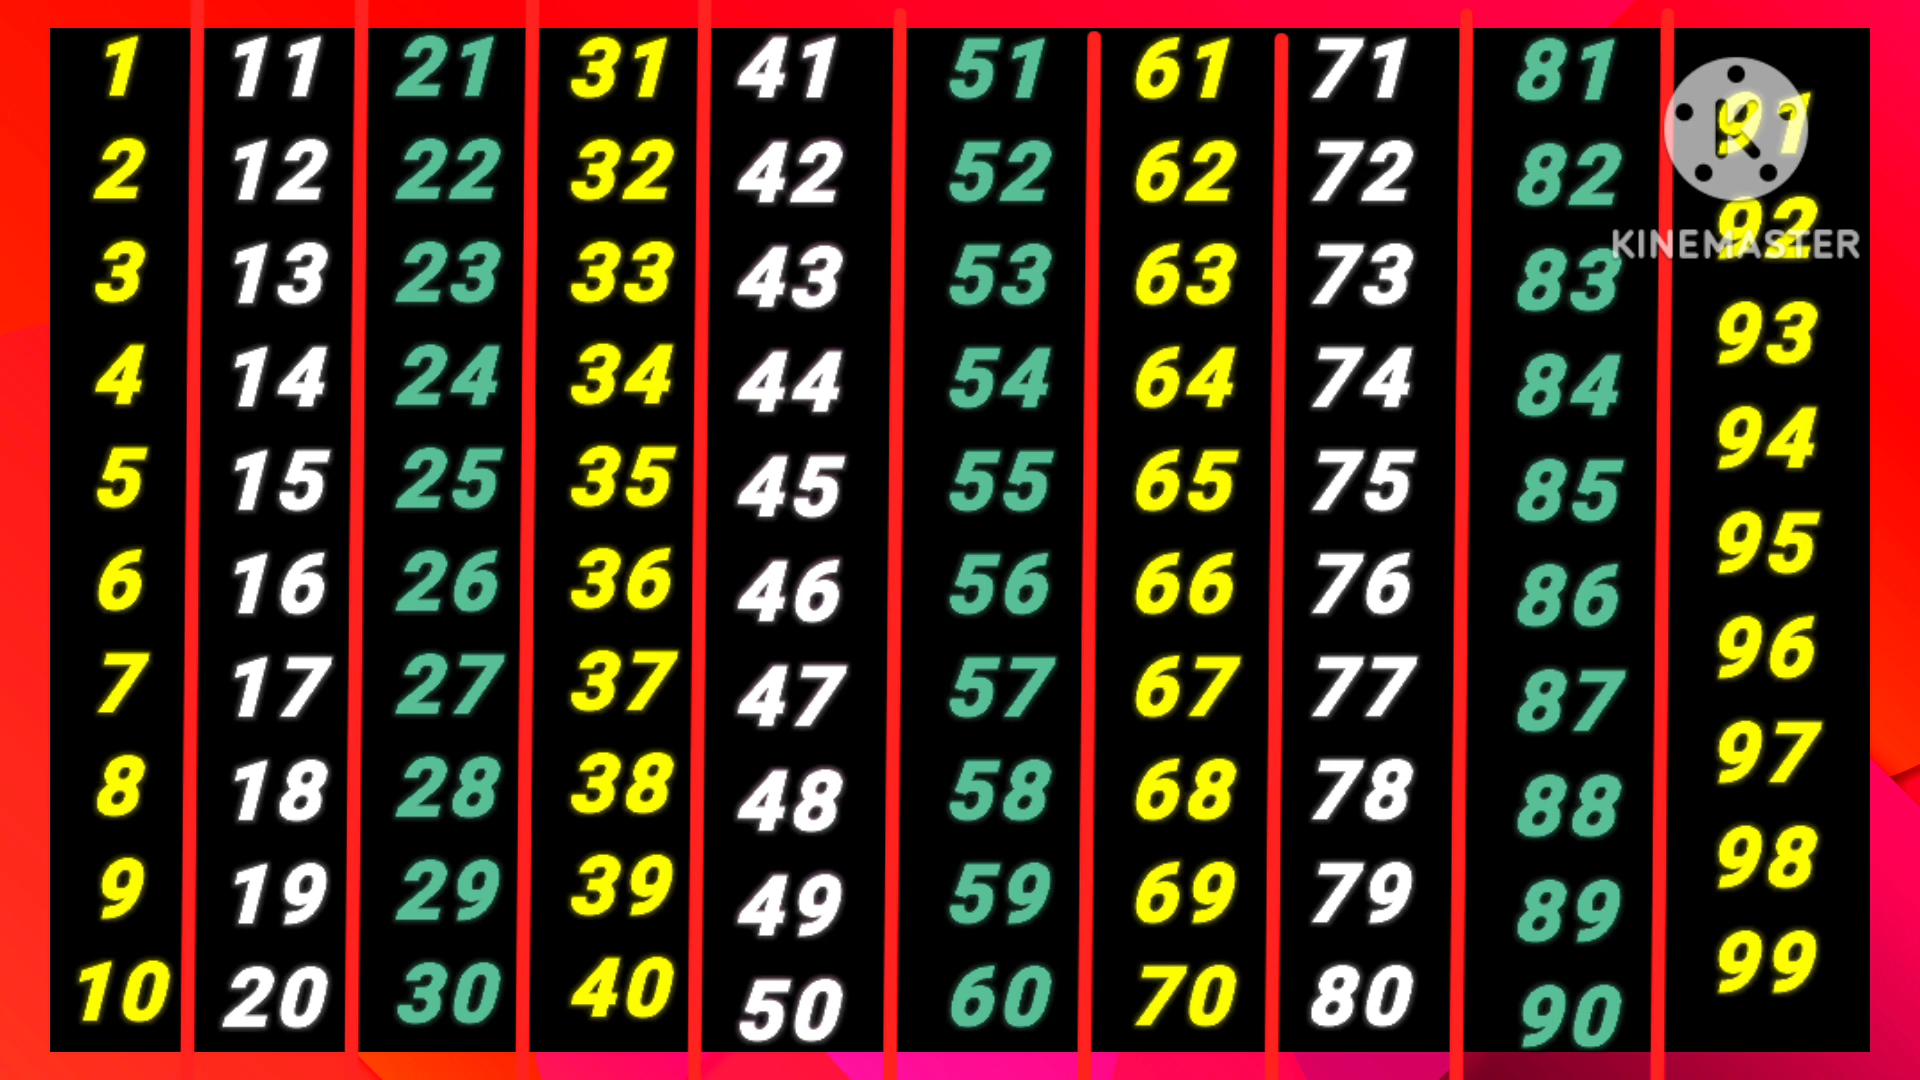 1 11 21 31 41 51 61 71 81 91
2 12 22 32 42 52 62 72 82 92
KINEMASTER
3 13 23 33 43 53 63 73 83 93
4 14 24 34 44 54 64 74 84 94
5 15 25 35 45 55 65 75 85 95
6 16 26 36 46 56 66 76 86 96
7 17 27 37 47 57 67 77 87 97
8 18 28 38 48 58 68 78 88 98
9 19 29 39 49 59 69 79 89 99
10 20 30 40 50 60 70 80 90